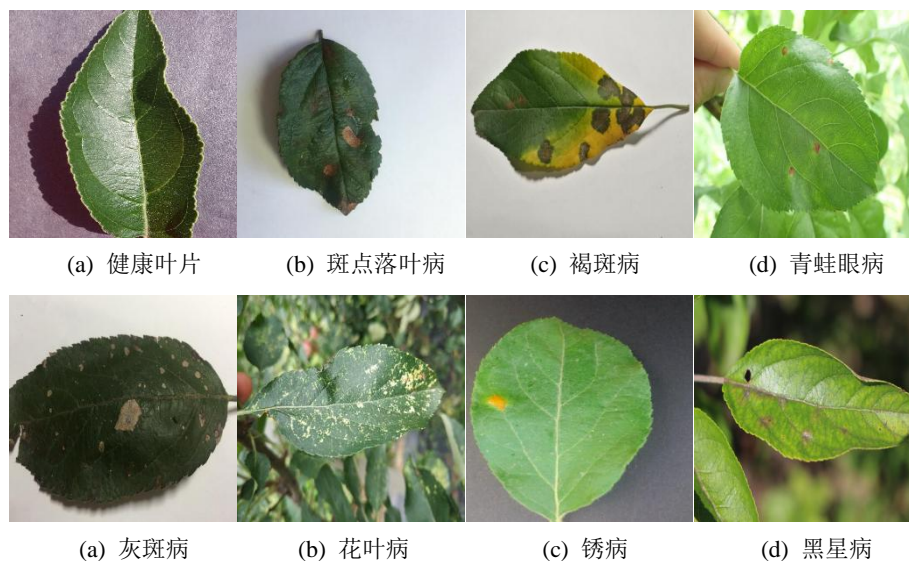 (a) 健康叶片
(b) 斑点落叶病
(c) 褐斑病
(d) 青蛙眼病
(a) 灰斑病
(b) 花叶病
(c) 锈病
(d) 黑星病